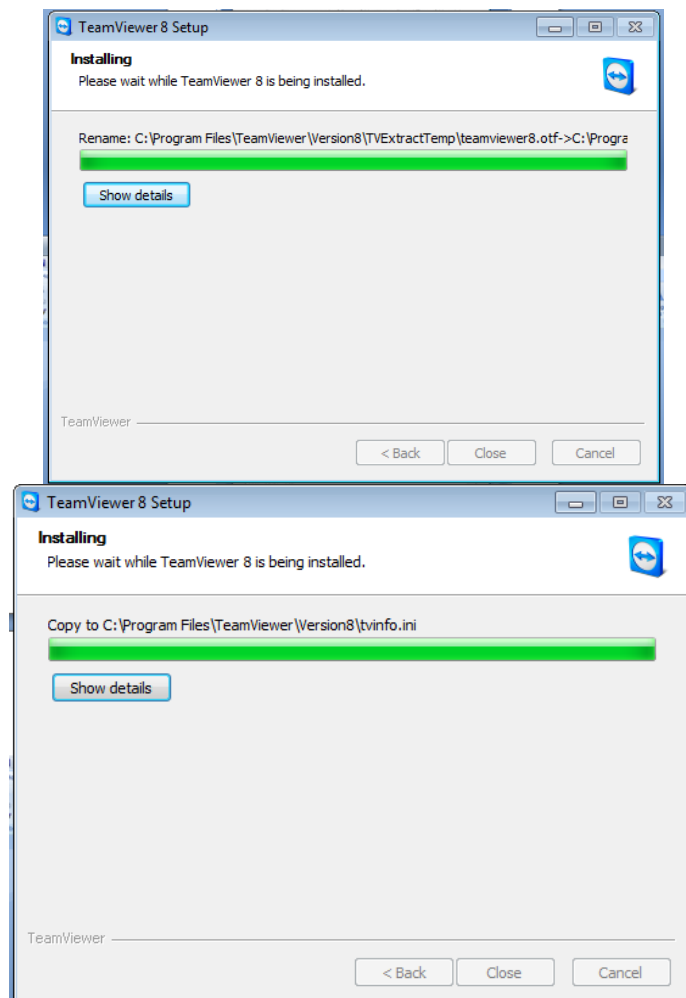 TeamViewer 8 Setup
Installing
Please wait while TeamViewer 8 is being installed.
Rename: C:\Program Files\TeamViewer\Version8\TVExtractTemp\teamviewer8.otf->C:\Progra
Show details
TeamViewer
< Back Close Cancel
TeamViewer 8 Setup
Installing
Please wait while TeamViewer 8 is being installed.
Copy to C:\Program Files\TeamViewer\Version8\tvinfo.ini
Show details
TeamViewer
< Back Close Cancel